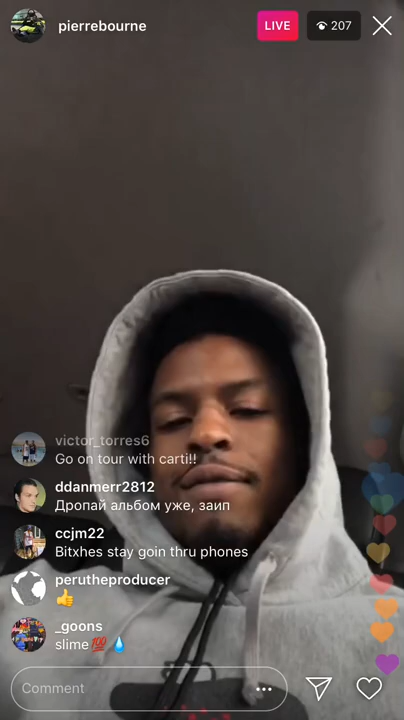 pierrebourne
LIVE
207
victor_torres6
Go on tour with carti!!
ddanmerr2812
Дропай альбом уже, заип
ccjm22
Bitxhes stay goin thru phones
perutheproducer
👍
_goons
slime 💯 💧
Comment